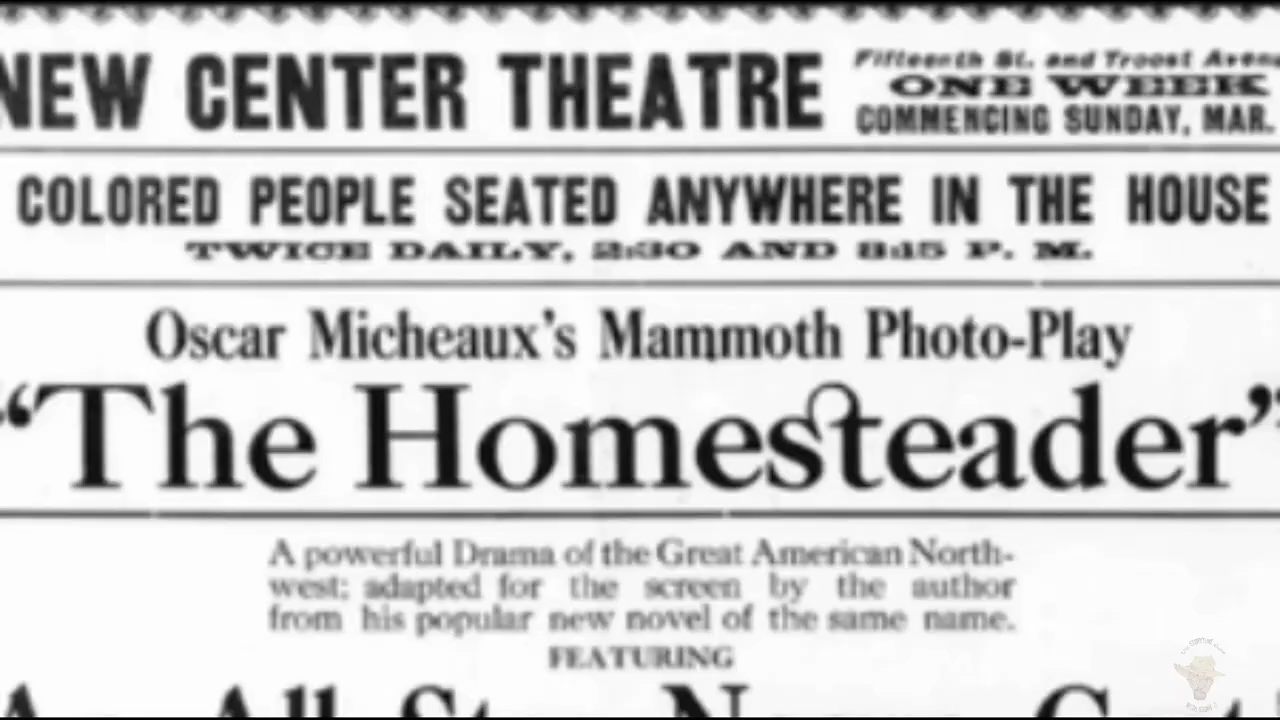 NEW CENTER THEATRE
Fifteenth St. and Troost
ONE WEEK
COMMENCING SUNDAY, MAR.
COLORED PEOPLE SEATED ANYWHERE IN THE HOUSE
TWICE DAILY, 2:30 AND 8:15 P. M.
Oscar Micheaux's Mammoth Photo-Play
"The Homesteader"
A powerful Drama of the Great American North-
west; adapted for the screen by the author
from his popular new novel of the same name.
FEATURING